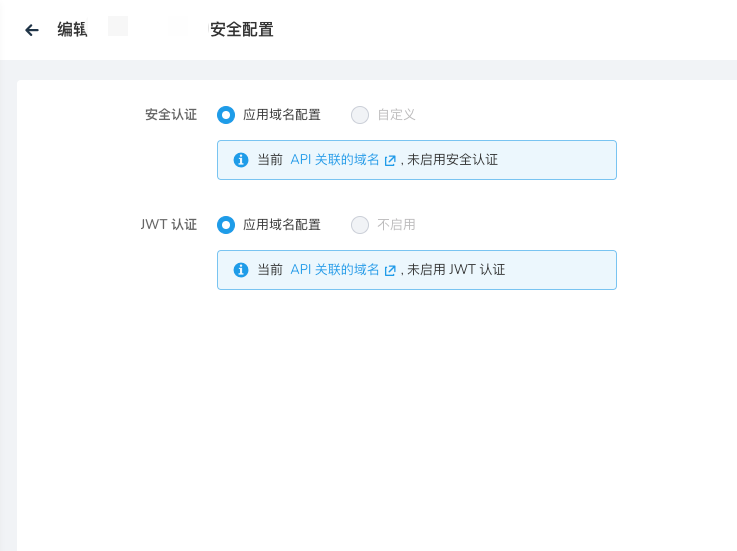 编辑 安全配置
安全认证 应用域名配置 自定义
当前 API 关联的域名 , 未启用安全认证
JWT 认证 应用域名配置 不启用
当前 API 关联的域名 , 未启用 JWT 认证